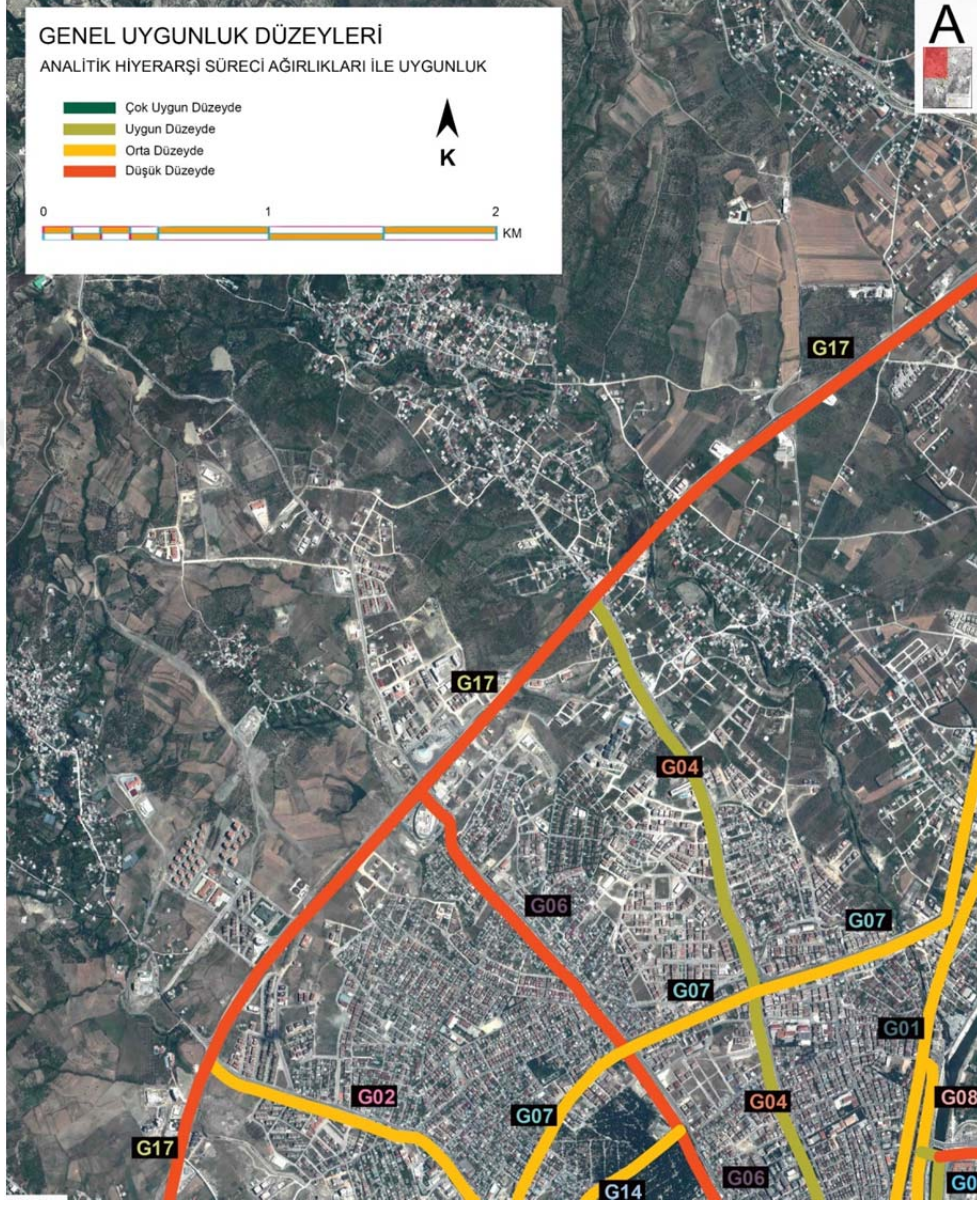 GENEL UYGUNLUK DÜZEYLERİ
ANALİTİK HİYERARŞİ SÜRECİ AĞIRLIKLARI İLE UYGUNLUK
Çok Uygun Düzeyde
Uygun Düzeyde
Orta Düzeyde
Düşük Düzeyde
K
0 1 2
KM
A
G17
G17
G04
G06
G07
G07
G01
G02
G07
G04
G08
G17
G06
G14
G0